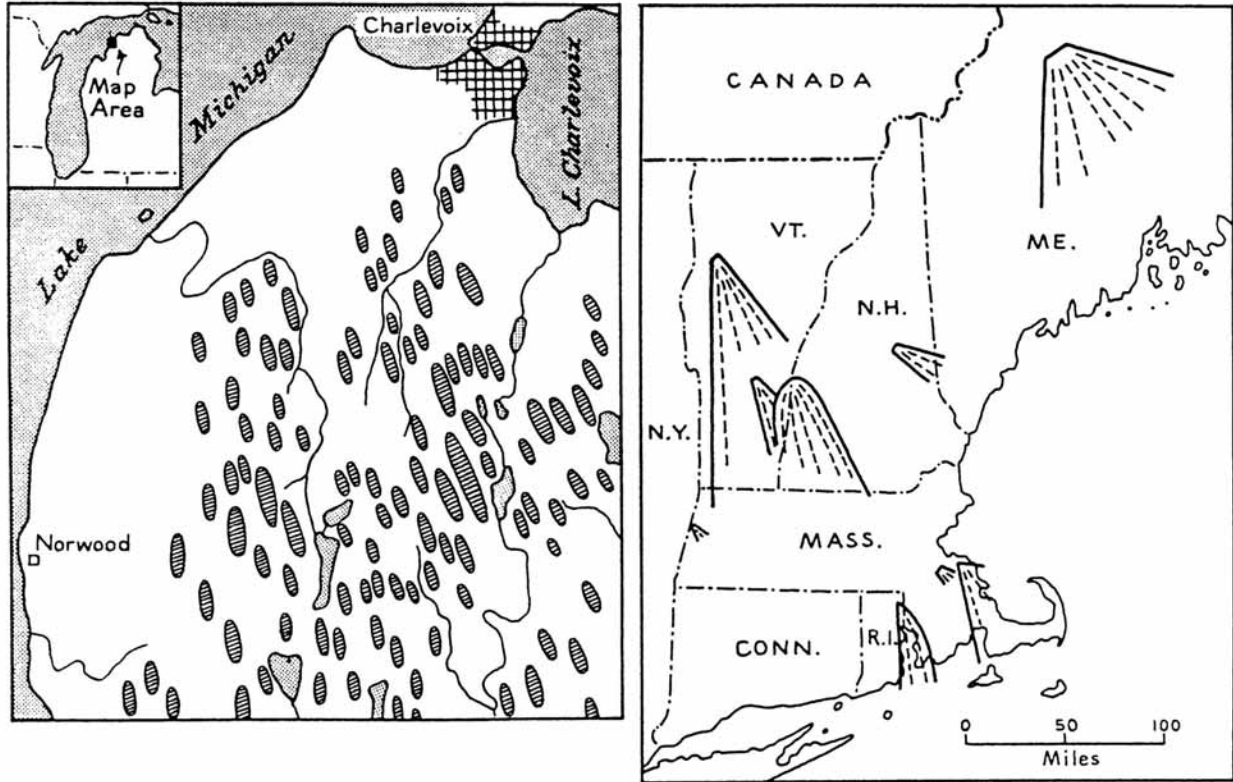 Map
Area
Charlevoix
Michigan
L. Charlevoix
Lake
Norwood
CANADA
VT.
ME.
N.H.
N.Y.
MASS.
CONN.
R.I.
0 50 100
Miles